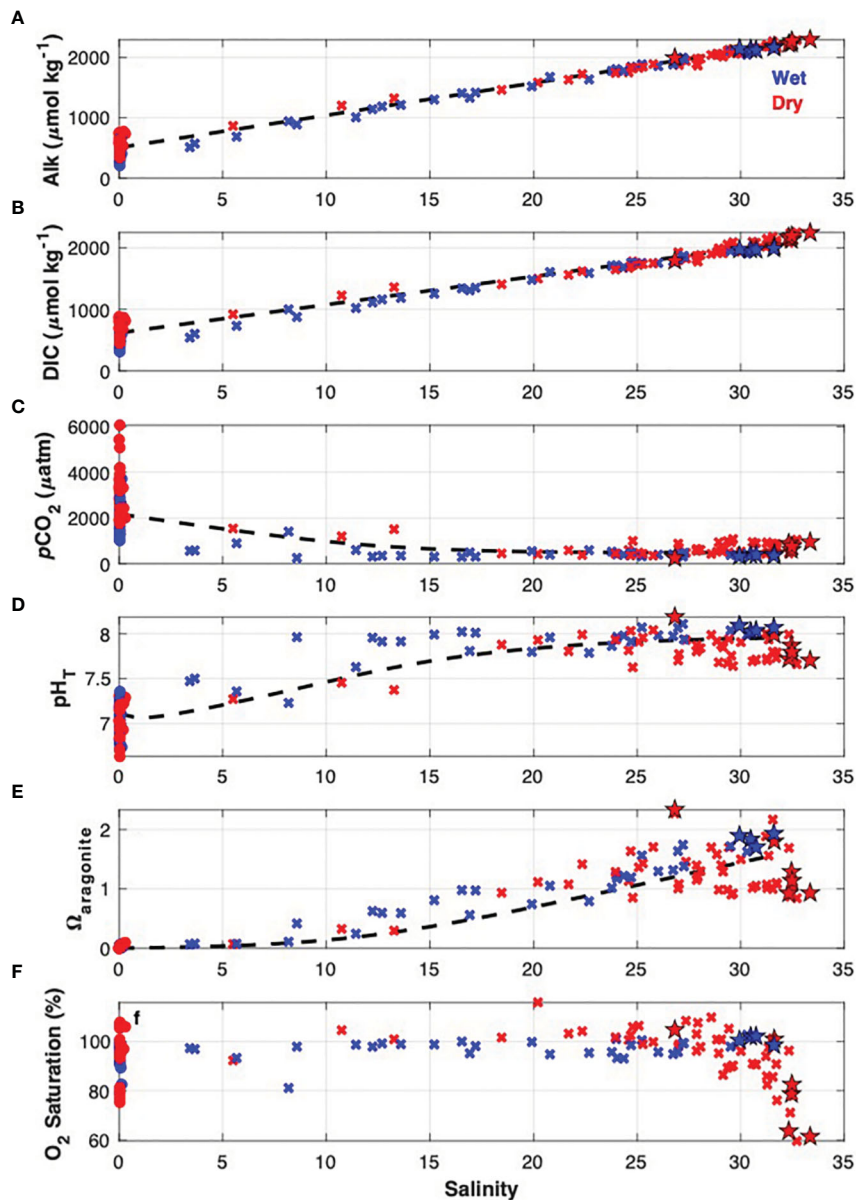 A
Alk (μmol kg⁻¹)
2000
1000
0
Wet
Dry
0 5 10 15 20 25 30 35
B
DIC (μmol kg⁻¹)
2000
1000
0
0 5 10 15 20 25 30 35
C
pCO₂ (μatm)
6000
4000
2000
0
0 5 10 15 20 25 30 35
D
pH_T
8
7.5
7
0 5 10 15 20 25 30 35
E
Ω_aragonite
2
1
0
0 5 10 15 20 25 30 35
F
O₂ Saturation (%)
f
100
80
60
0 5 10 15 20 25 30 35
Salinity